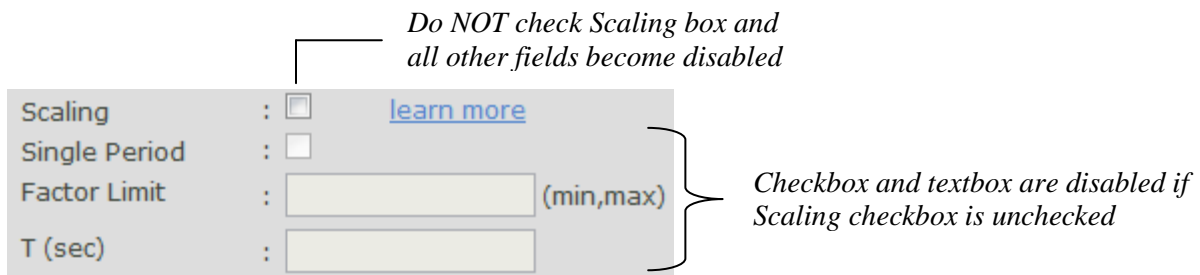 Do NOT check Scaling box and
all other fields become disabled
Scaling : learn more
Single Period :
Factor Limit : (min,max)
T (sec) :
Checkbox and textbox are disabled if
Scaling checkbox is unchecked